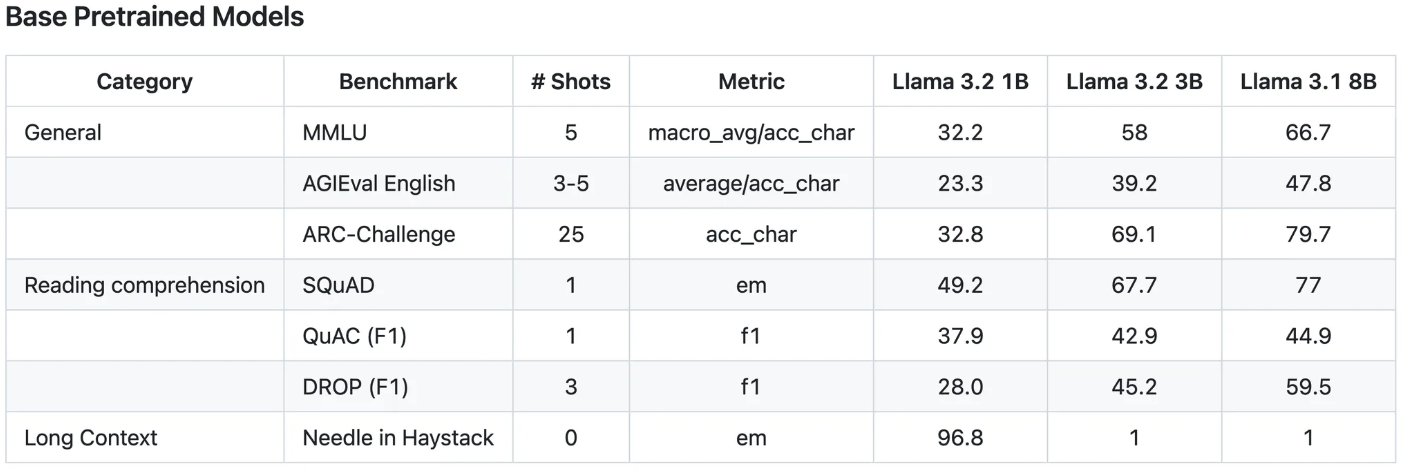 Base Pretrained Models
Category Benchmark # Shots Metric Llama 3.2 1B Llama 3.2 3B Llama 3.1 8B
General MMLU 5 macro_avg/acc_char 32.2 58 66.7
AGIEval English 3-5 average/acc_char 23.3 39.2 47.8
ARC-Challenge 25 acc_char 32.8 69.1 79.7
Reading comprehension SQuAD 1 em 49.2 67.7 77
QuAC (F1) 1 f1 37.9 42.9 44.9
DROP (F1) 3 f1 28.0 45.2 59.5
Long Context Needle in Haystack 0 em 96.8 1 1